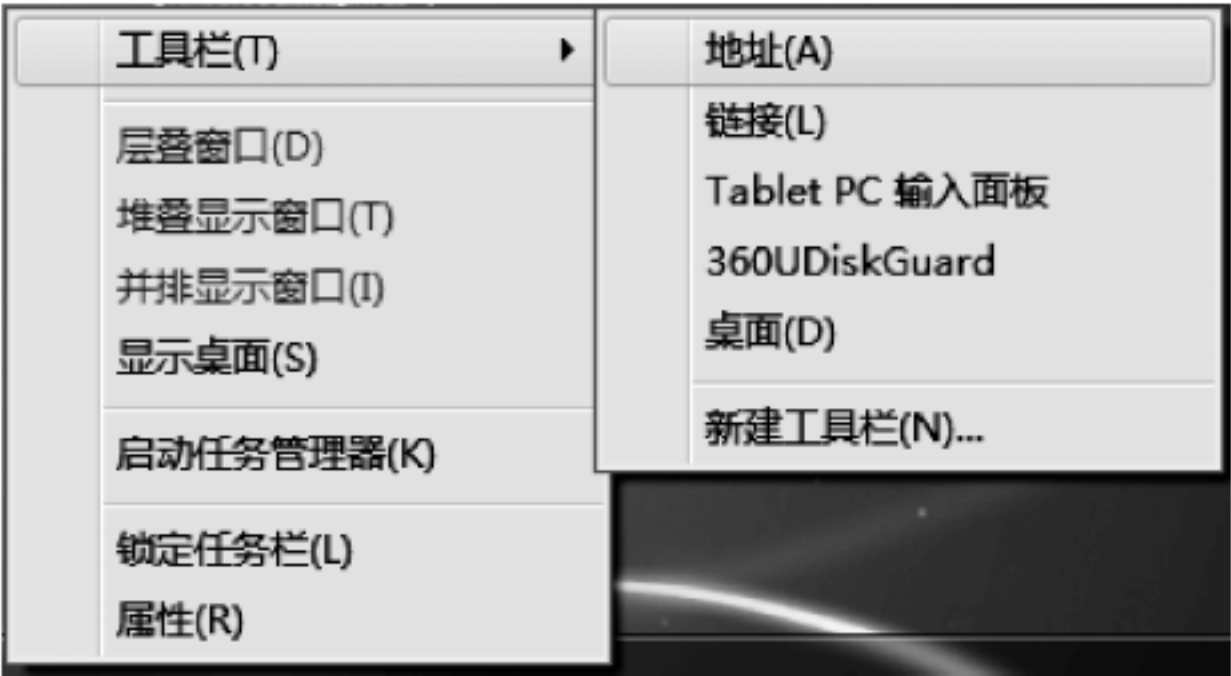 工具栏(T)
层叠窗口(D)
堆叠显示窗口(T)
并排显示窗口(I)
显示桌面(S)
启动任务管理器(K)
锁定任务栏(L)
属性(R)
地址(A)
链接(L)
Tablet PC 输入面板
360UDiskGuard
桌面(D)
新建工具栏(N)...